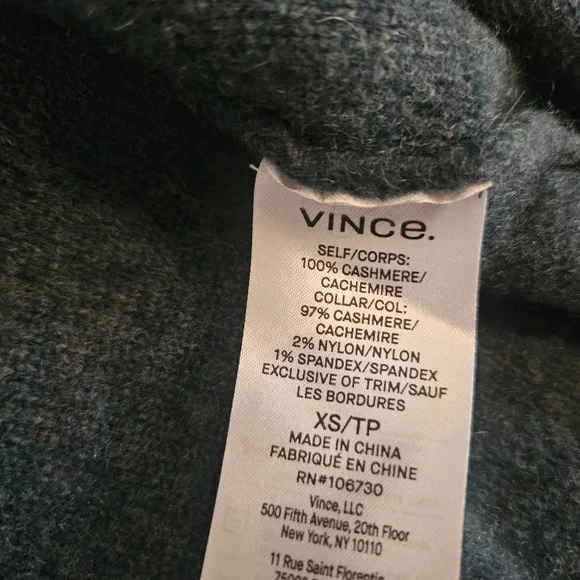 VINCE.
SELF/CORPS:
100% CASHMERE/
CACHEMIRE
COLLAR/COL:
97% CASHMERE/
CACHEMIRE
2% NYLON/NYLON
1% SPANDEX/SPANDEX
EXCLUSIVE OF TRIM/SAUF
LES BORDURES
XS/TP
MADE IN CHINA
FABRIQUÉ EN CHINE
RN#106730
Vince, LLC
500 Fifth Avenue, 20th Floor
New York, NY 10110
11 Rue Saint Florentin